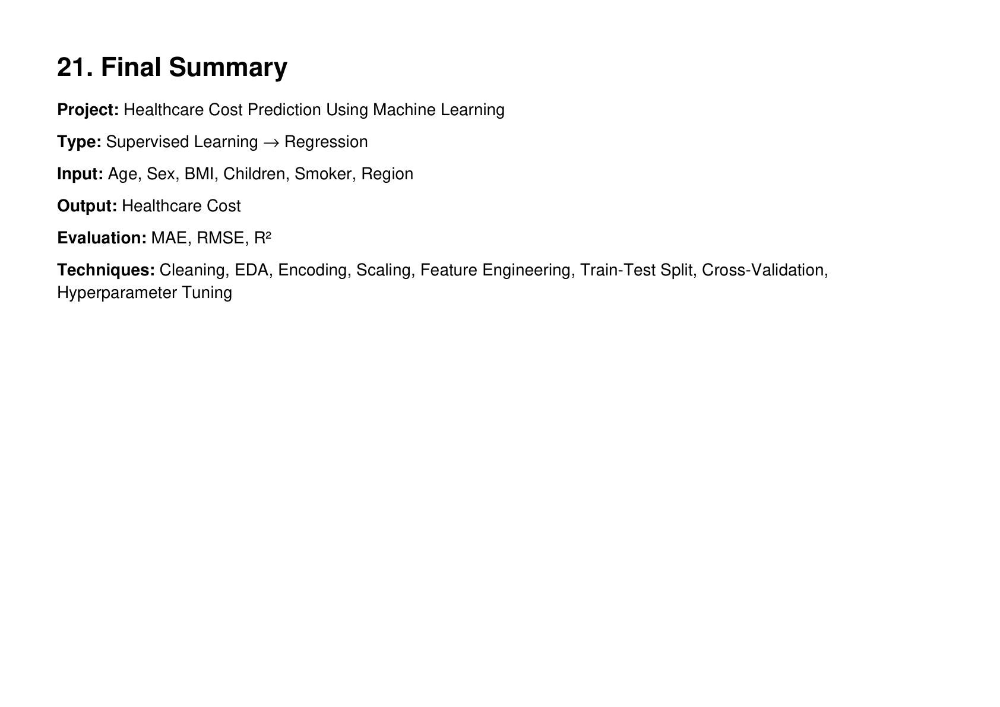 21. Final Summary
Project: Healthcare Cost Prediction Using Machine Learning
Type: Supervised Learning → Regression
Input: Age, Sex, BMI, Children, Smoker, Region
Output: Healthcare Cost
Evaluation: MAE, RMSE, R²
Techniques: Cleaning, EDA, Encoding, Scaling, Feature Engineering, Train-Test Split, Cross-Validation,
Hyperparameter Tuning